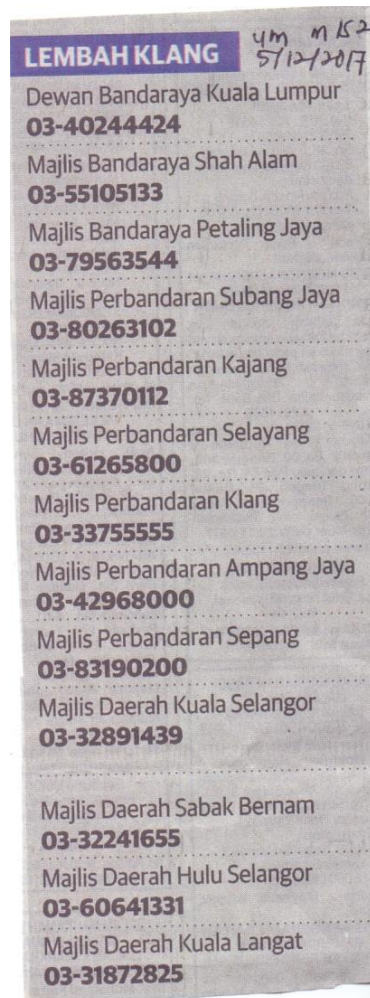 LEMBAH KLANG
um m 152
5/12/2017
Dewan Bandaraya Kuala Lumpur
03-40244424
Majlis Bandaraya Shah Alam
03-55105133
Majlis Bandaraya Petaling Jaya
03-79563544
Majlis Perbandaran Subang Jaya
03-80263102
Majlis Perbandaran Kajang
03-87370112
Majlis Perbandaran Selayang
03-61265800
Majlis Perbandaran Klang
03-33755555
Majlis Perbandaran Ampang Jaya
03-42968000
Majlis Perbandaran Sepang
03-83190200
Majlis Daerah Kuala Selangor
03-32891439
Majlis Daerah Sabak Bernam
03-32241655
Majlis Daerah Hulu Selangor
03-60641331
Majlis Daerah Kuala Langat
03-31872825